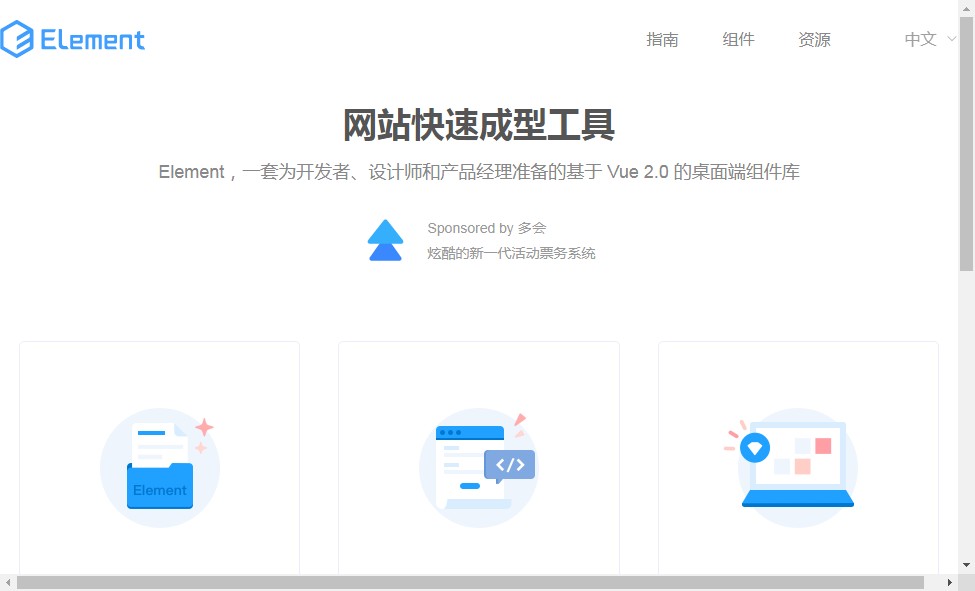 Element
指南
组件
资源
中文
网站快速成型工具
Element，一套为开发者、设计师和产品经理准备的基于 Vue 2.0 的桌面端组件库
Sponsored by 多会
炫酷的新一代活动票务系统
Element
</>